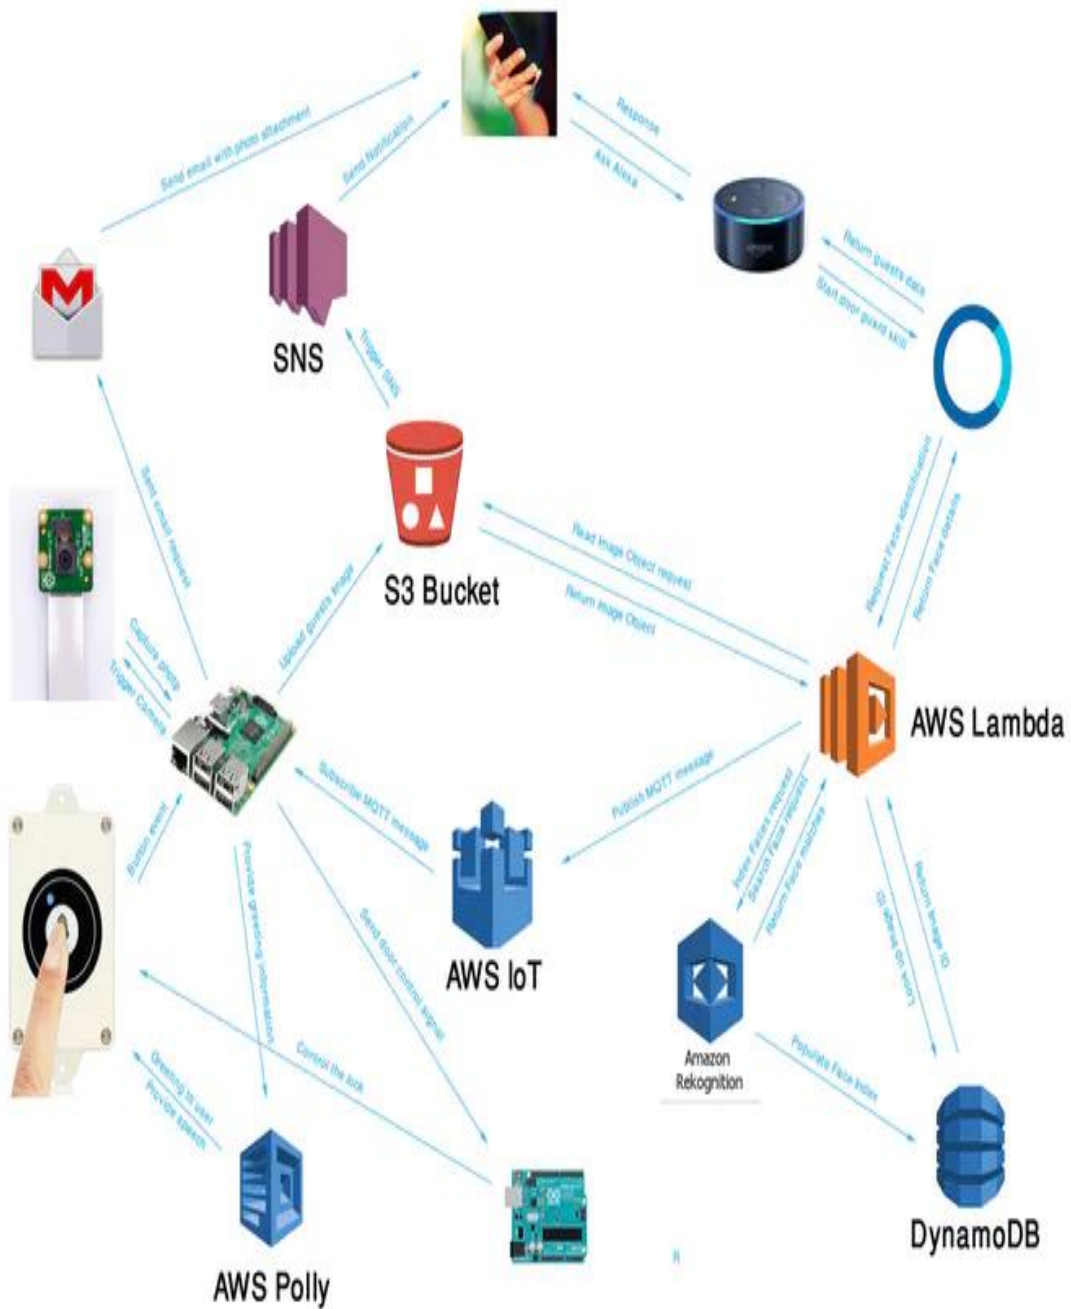 Send email with photo attachment
Send Notification
Response
Ask Alexa
amazon
Return guests data
Start door guard skill
SNS
Trigger SNS
Sent email request
S3 Bucket
Upload guests image
Read Image Object request
Return Image Object
Request Face identification
Return Face details
capture photo
Trigger Camera
AWS Lambda
Button event
Subscribe MQTT message
Publish MQTT message
Index Faces request
Search Face request
Return Face matches
Provide greeting information
Send door control signal
AWS IoT
Look up Image ID
Return Image ID
Control the lock
Amazon
Rekognition
Populate Face Index
Greeting to user
Provide speech
AWS Polly
DynamoDB